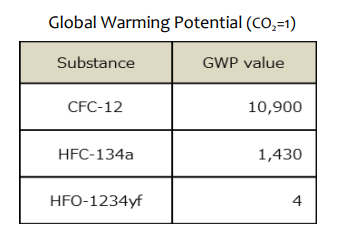 Global Warming Potential (CO₂=1)
Substance GWP value
CFC-12 10,900
HFC-134a 1,430
HFO-1234yf 4